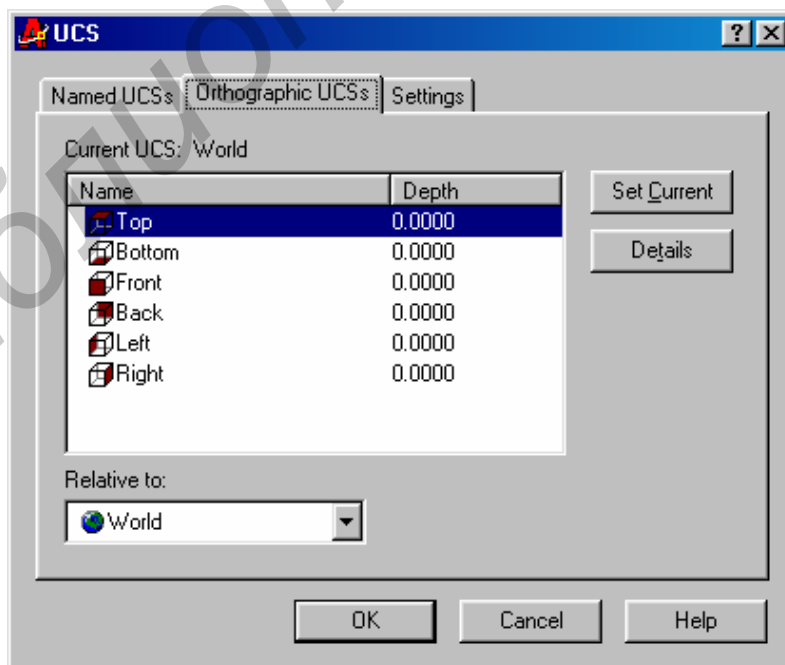 UCS
Named UCSs Orthographic UCSs Settings
Current UCS: World
Name Depth
Top 0.0000
Bottom 0.0000
Front 0.0000
Back 0.0000
Left 0.0000
Right 0.0000
Set Current
Details
Relative to:
World
OK Cancel Help